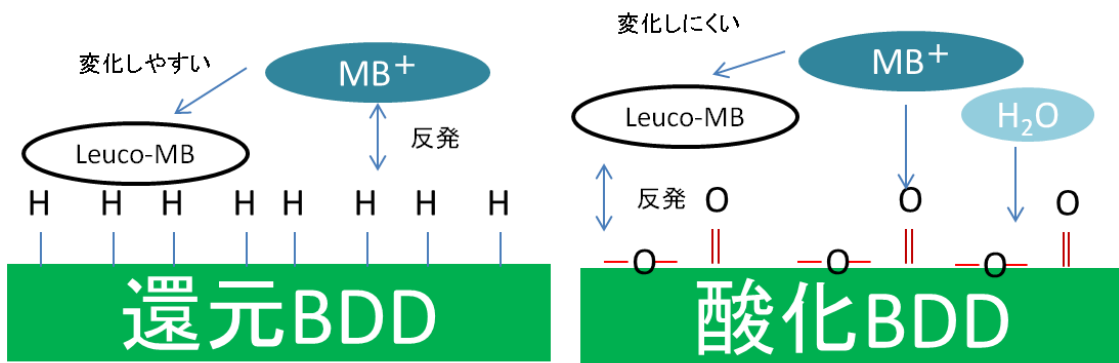 変化しやすい
MB⁺
反発
Leuco-MB
H H H H H H H H
還元BDD
変化しにくい
MB⁺
H₂O
Leuco-MB
反発
O O O
O O O
酸化BDD